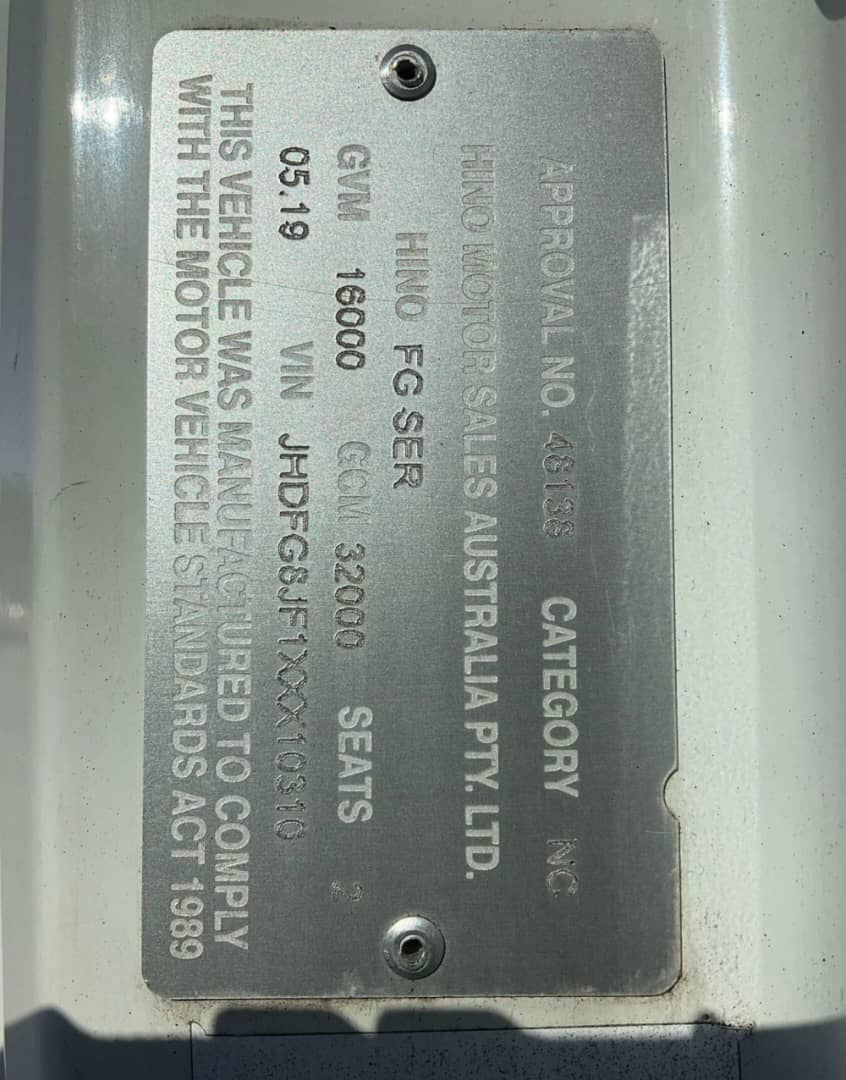 APPROVAL NO. 46136 CATEGORY NC
HINO MOTOR SALES AUSTRALIA PTY. LTD.
HINO FG SER
GVM 16000 GCM 32000 SEATS 2
05.19 VIN JHDFG8JF1XXX10310
THIS VEHICLE WAS MANUFACTURED TO COMPLY
WITH THE MOTOR VEHICLE STANDARDS ACT 1989